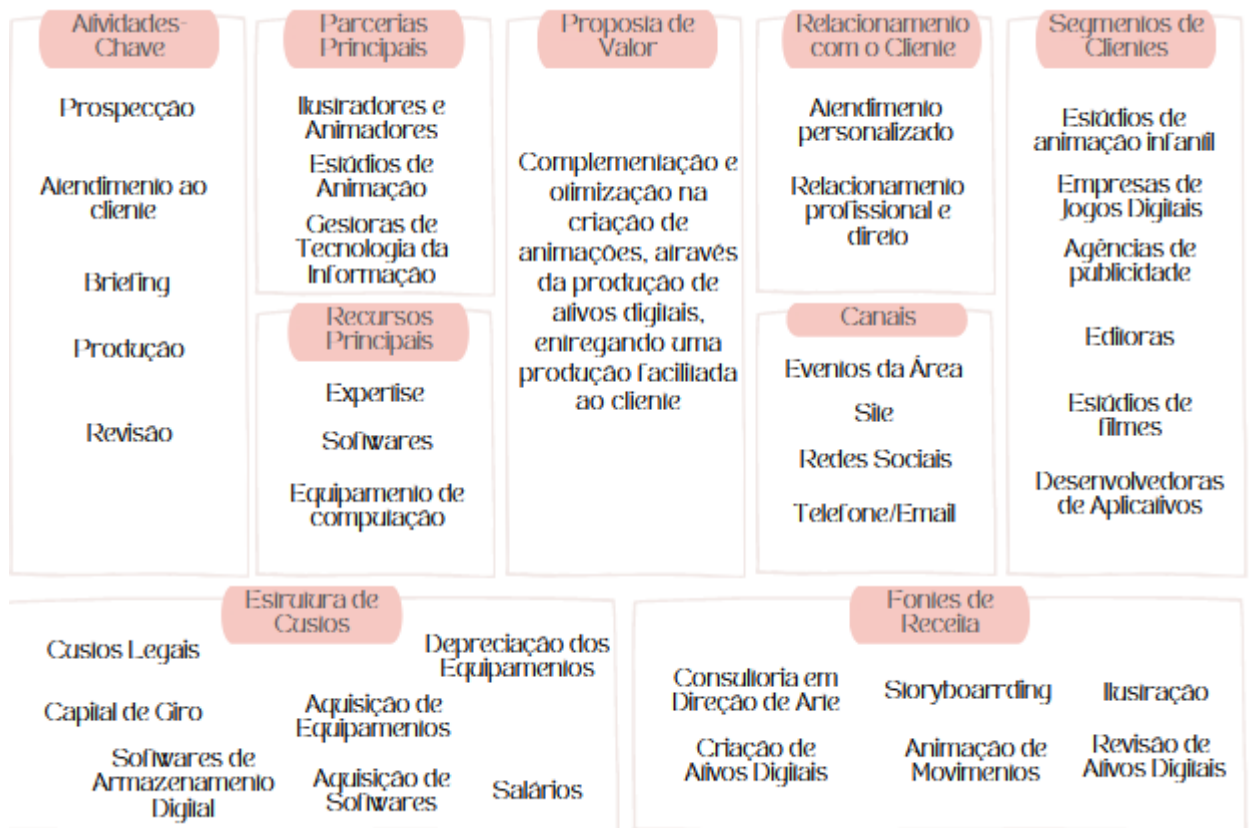 Atividades-
Chave
Prospecção
Atendimento ao
cliente
Briefing
Produção
Revisão
Parcerias
Principais
Ilustradores e
Animadores
Estúdios de
Animação
Gestoras de
Tecnologia da
Informação
Recursos
Principais
Expertise
Softwares
Equipamento de
computação
Proposta de
Valor
Complementação e
otimização na
criação de
animações, através
da produção de
ativos digitais,
entregando uma
produção facilitada
ao cliente
Relacionamento
com o Cliente
Atendimento
personalizado
Relacionamento
profissional e
direto
Canais
Eventos da Área
Site
Redes Sociais
Telefone/Email
Segmentos de
Clientes
Estúdios de
animação infantil
Empresas de
Jogos Digitais
Agências de
publicidade
Editoras
Estúdios de
filmes
Desenvolvedoras
de Aplicativos
Estrutura de
Custos
Custos Legais
Capital de Giro
Softwares de
Armazenamento
Digital
Aquisição de
Equipamentos
Aquisição de
Softwares
Depreciação dos
Equipamentos
Salários
Fontes de
Receita
Consultoria em
Direção de Arte
Storyboarrding
Ilustração
Criação de
Ativos Digitais
Animação de
Movimentos
Revisão de
Ativos Digitais